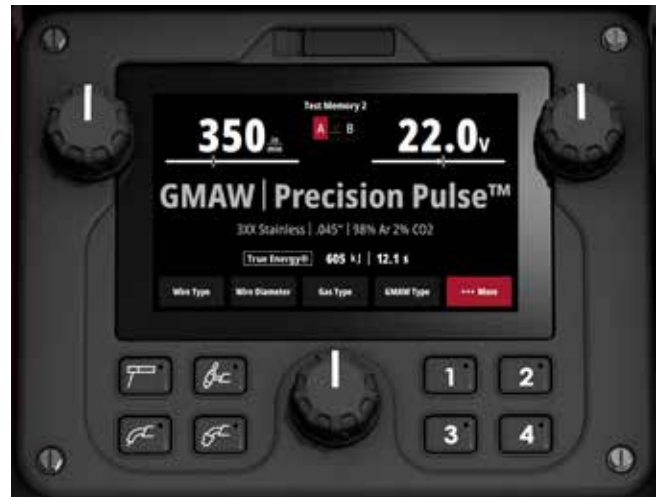 Test Memory 2
350 in/min
A B
22.0 V
GMAW | Precision Pulse™
3XX Stainless | .045" | 98% Ar 2% CO2
True Energy® 605 kJ | 12.1 s
Wire Type Wire Diameter Gas Type GMAW Type ••• More
1 2
3 4